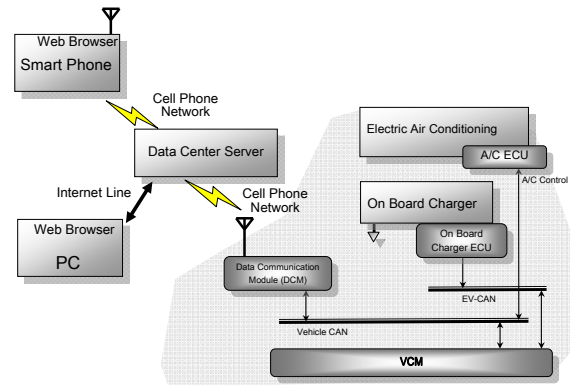 Web Browser
Smart Phone
Cell Phone
Network
Data Center Server
Internet Line
Web Browser
PC
Cell Phone
Network
Data Communication
Module (DCM)
Electric Air Conditioning
A/C ECU
A/C Control
On Board Charger
On Board
Charger ECU
EV-CAN
Vehicle CAN
VCM